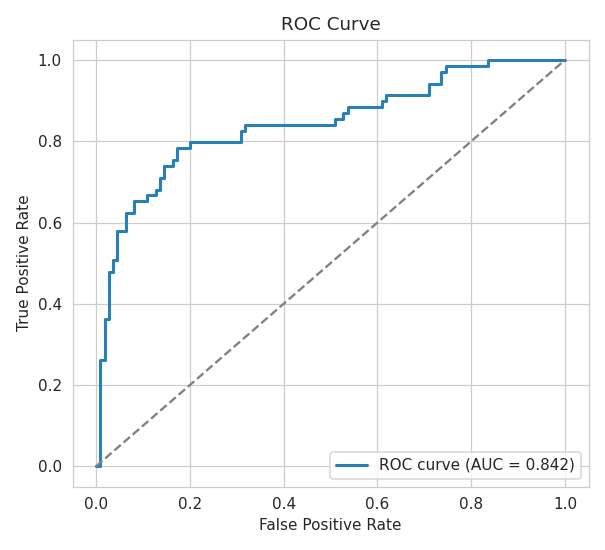 ROC Curve
True Positive Rate
1.0
0.8
0.6
0.4
0.2
0.0
0.0 0.2 0.4 0.6 0.8 1.0
False Positive Rate
ROC curve (AUC = 0.842)